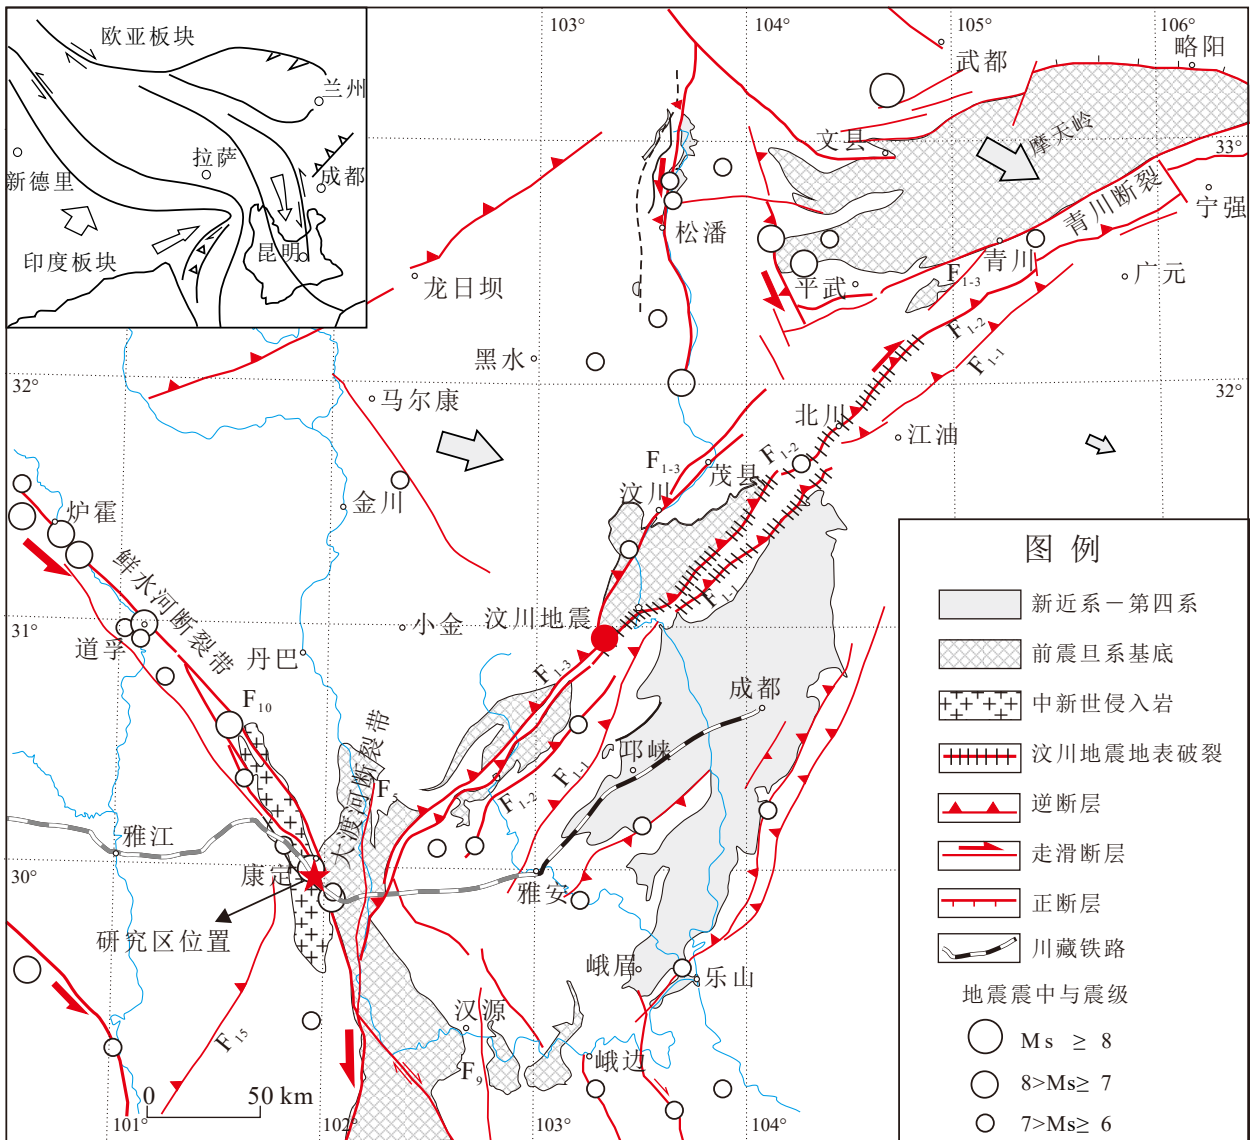 欧亚板块
兰州
拉萨
成都
新德里
昆明
印度板块
103°
104°
105°
106°
武都
略阳
文县
摩天岭
33°
青川断裂
宁强
松潘
青川
平武
F1-3
广元
龙日坝
F1-2
F1-1
黑水
32°
32°
马尔康
北川
江油
F1-2
F1-3
茂县
汶川
金川
炉霍
鲜水河断裂带
F1-1
31°
道孚
小金
汶川地震
丹巴
F1-3
成都
F10
大渡河断裂带
邛崃
F5
F1-1
F1-2
雅江
30°
康定
雅安
30°
研究区位置
峨眉
乐山
汉源
F15
F9
峨边
0 50 km
101°
102°
103°
104°
图 例
新近系－第四系
前震旦系基底
中新世侵入岩
汶川地震地表破裂
逆断层
走滑断层
正断层
川藏铁路
地震震中与震级
Ms ≥ 8
8>Ms≥ 7
7>Ms≥ 6